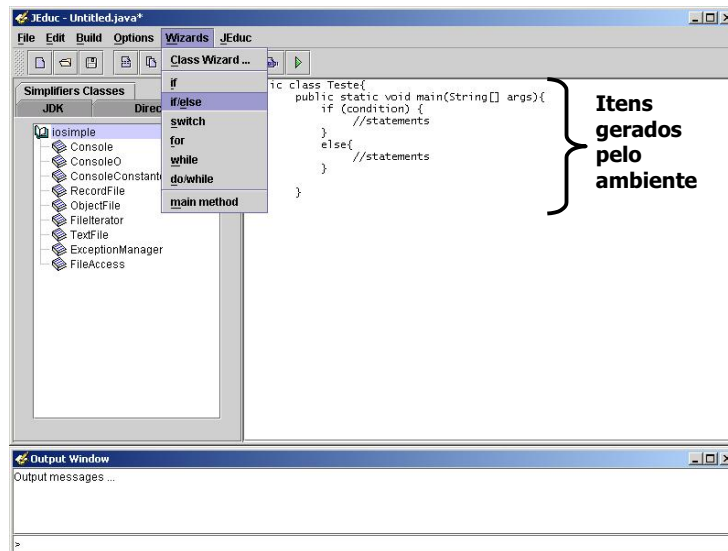 JEduc - Untitled.java*
File Edit Build Options Wizards JEduc
Class Wizard ...
if
if/else
switch
for
while
do/while
main method
Simplifiers Classes
JDK Direc
iosimple
Console
ConsoleO
ConsoleConstant
RecordFile
ObjectFile
FileIterator
TextFile
ExceptionManager
FileAccess
ic class Teste{
public static void main(String[] args){
if (condition) {
//statements
}
else{
//statements
}
}
Itens
gerados
pelo
ambiente
Output Window
Output messages ...
>